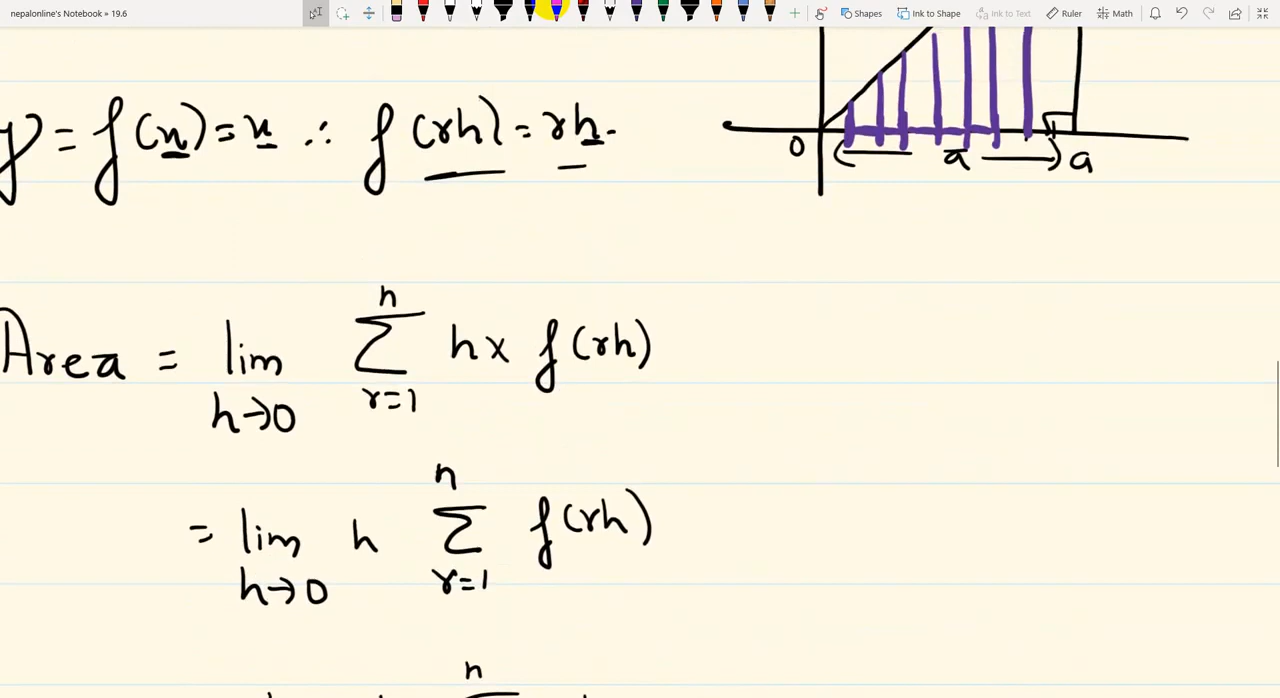 nepalonline's Notebook » 19.6
Shapes Ink to Shape Ink to Text Ruler Math
y = f(x) = x ∴ f(rh) = rh.
0 a a
Area = lim h→0 n Σ r=1 h x f(rh)
= lim h→0 h n Σ r=1 f(rh)
n